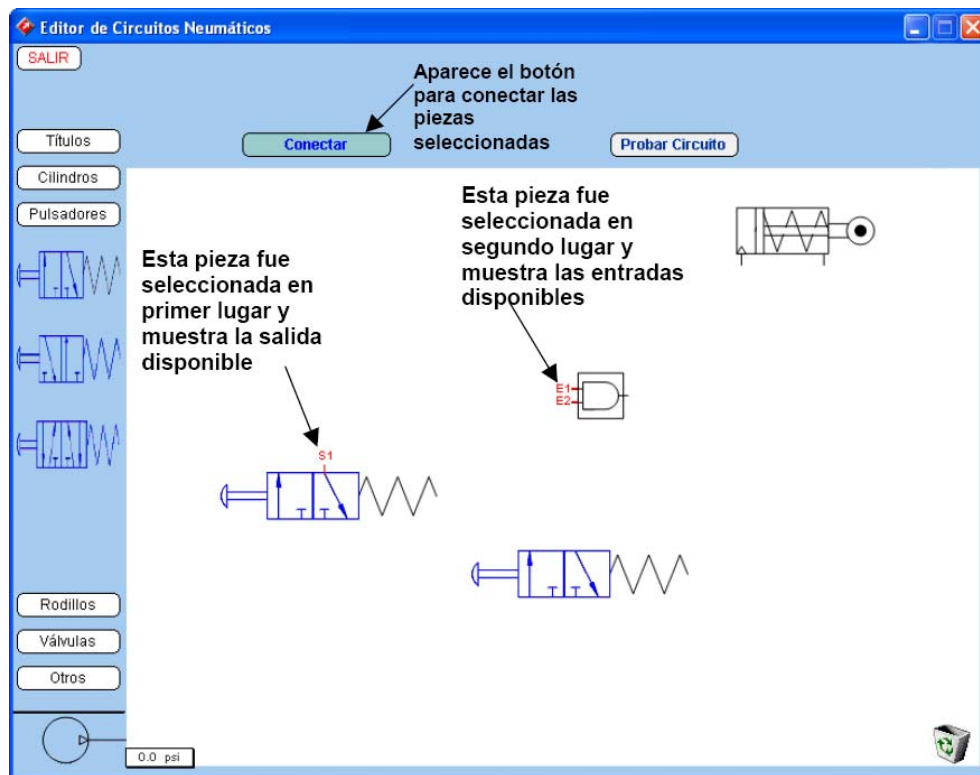 Editor de Circuitos Neumáticos
SALIR
Aparece el botón
para conectar las
piezas
seleccionadas
Títulos
Conectar
Probar Circuito
Cilindros
Pulsadores
Esta pieza fue
seleccionada en
segundo lugar y
muestra las entradas
disponibles
Esta pieza fue
seleccionada en
primer lugar y
muestra la salida
disponible
E1
E2
S1
Rodillos
Válvulas
Otros
0.0 psi